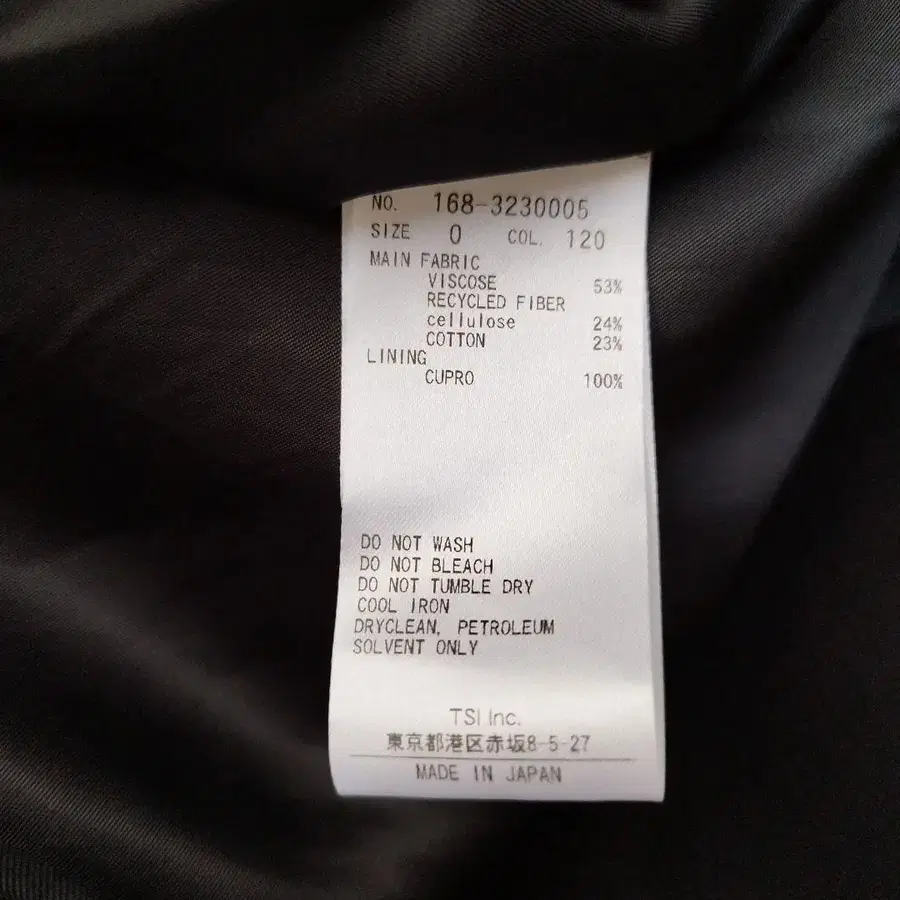 NO. 168-3230005
SIZE 0 COL. 120
MAIN FABRIC
VISCOSE 53%
RECYCLED FIBER
cellulose 24%
COTTON 23%
LINING
CUPRO 100%
DO NOT WASH
DO NOT BLEACH
DO NOT TUMBLE DRY
COOL IRON
DRYCLEAN, PETROLEUM
SOLVENT ONLY
TSI Inc.
東京都港区赤坂8-5-27
MADE IN JAPAN